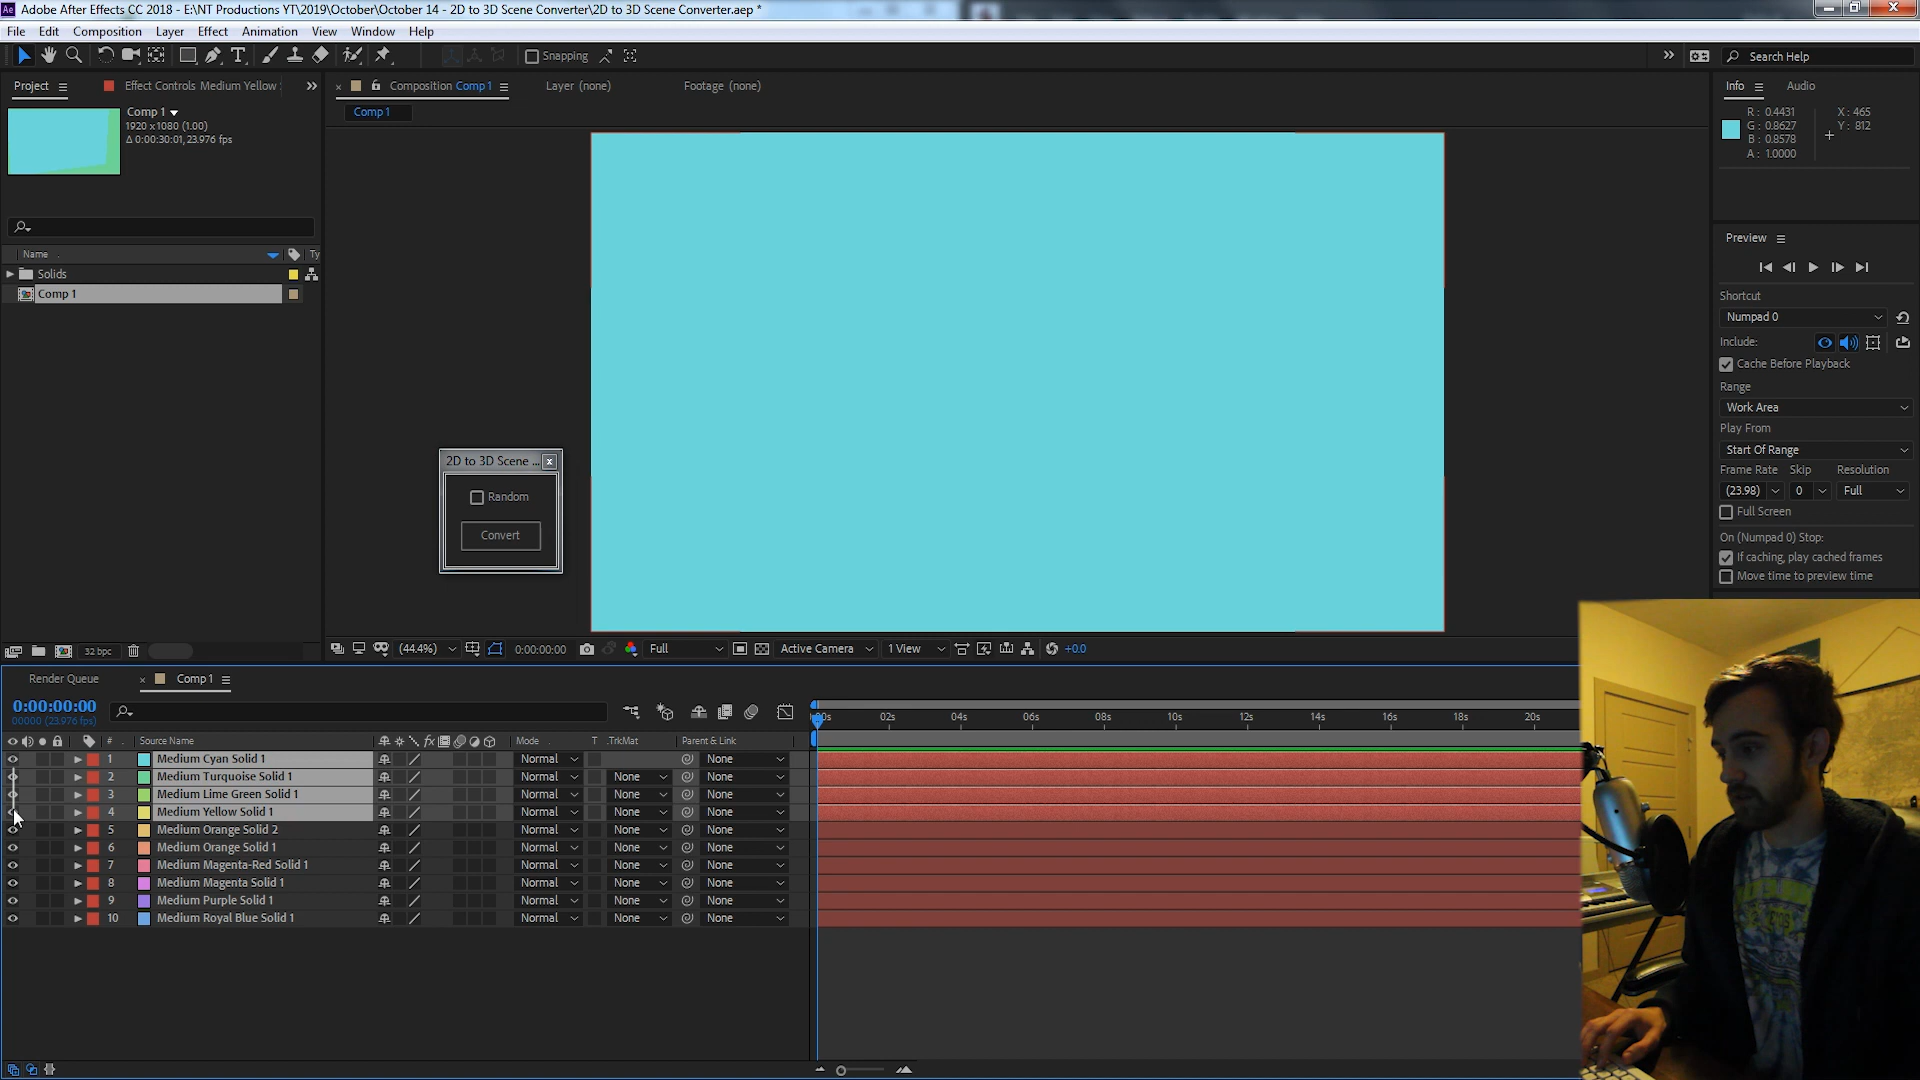 Adobe After Effects CC 2018 - E:\NT Productions YT\2019\October\October 14 - 2D to 3D Scene Converter\2D to 3D Scene Converter.aep *
File Edit Composition Layer Effect Animation View Window Help
Snapping
Search Help
Project
Effect Controls Medium Yellow
Composition Comp 1
Layer (none)
Footage (none)
Info
Audio
Comp 1
1920 x 1080 (1.00)
Δ 0:00:30:01, 23.976 fps
Comp 1
R : 0.4431
G : 0.8627
B : 0.8578
A : 1.0000
X : 465
Y : 812
Name
Ty
Solids
Comp 1
Preview
Shortcut
Numpad 0
Include:
Cache Before Playback
Range
Work Area
Play From
Start Of Range
Frame Rate Skip Resolution
(23.98) 0 Full
Full Screen
On (Numpad 0) Stop:
If caching, play cached frames
Move time to preview time
2D to 3D Scene ...
Random
Convert
32 bpc
(44.4%)
0:00:00:00
Full
Active Camera
1 View
+0.0
Render Queue
Comp 1
0:00:00:00
00000 (23.976 fps)
02s 04s 06s 08s 10s 12s 14s 16s 18s 20s
# Source Name fx Mode T .TrkMat Parent & Link
1 Medium Cyan Solid 1 Normal None
2 Medium Turquoise Solid 1 Normal None None
3 Medium Lime Green Solid 1 Normal None None
4 Medium Yellow Solid 1 Normal None None
5 Medium Orange Solid 2 Normal None None
6 Medium Orange Solid 1 Normal None None
7 Medium Magenta-Red Solid 1 Normal None None
8 Medium Magenta Solid 1 Normal None None
9 Medium Purple Solid 1 Normal None None
10 Medium Royal Blue Solid 1 Normal None None